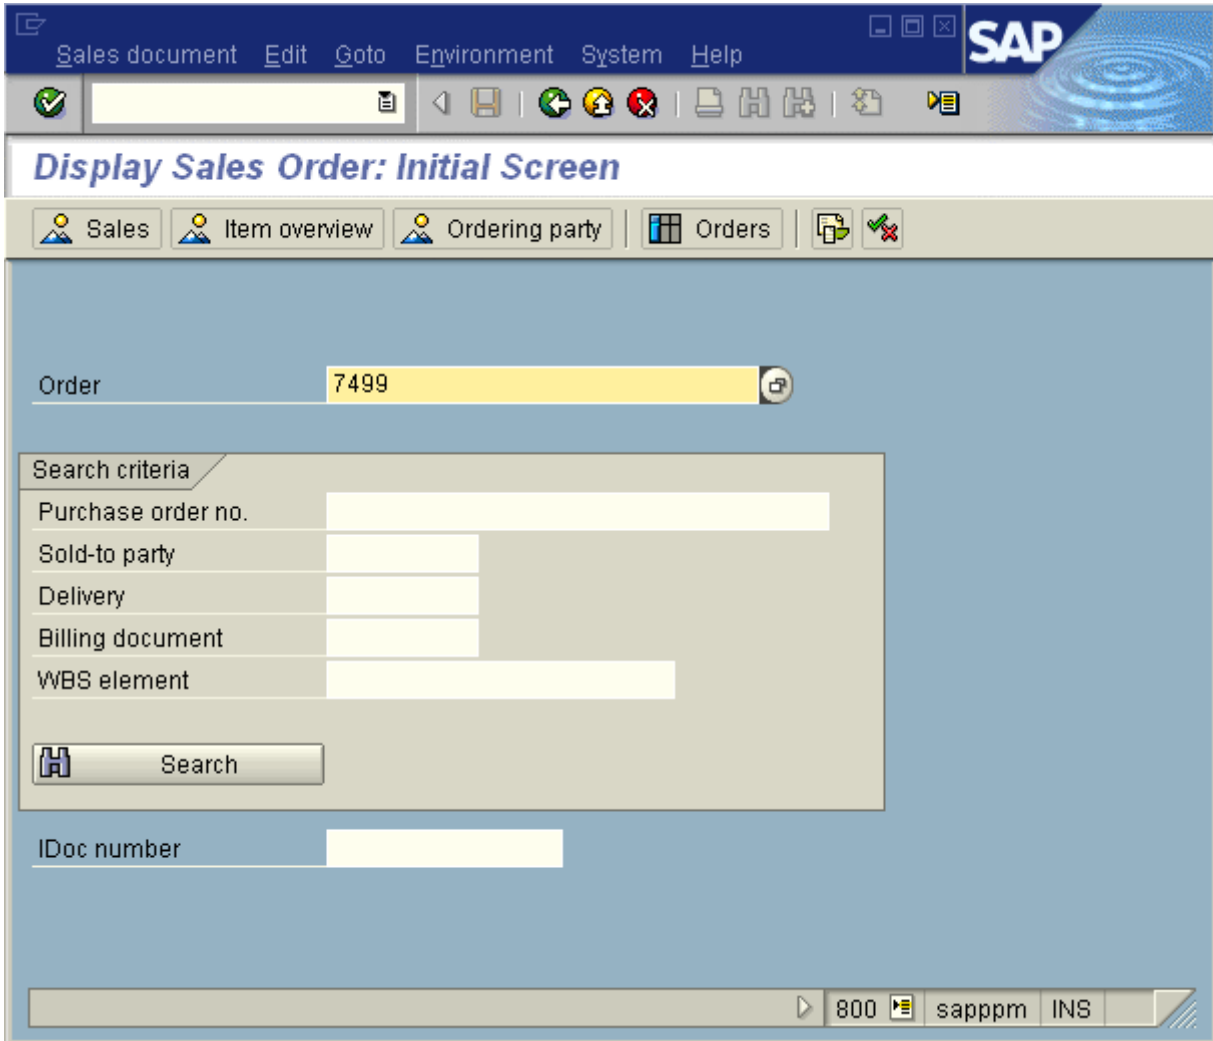 Sales document Edit Goto Environment System Help
SAP
Display Sales Order: Initial Screen
Sales Item overview Ordering party Orders
Order 7499
Search criteria
Purchase order no.
Sold-to party
Delivery
Billing document
WBS element
Search
IDoc number
800 sapppm INS